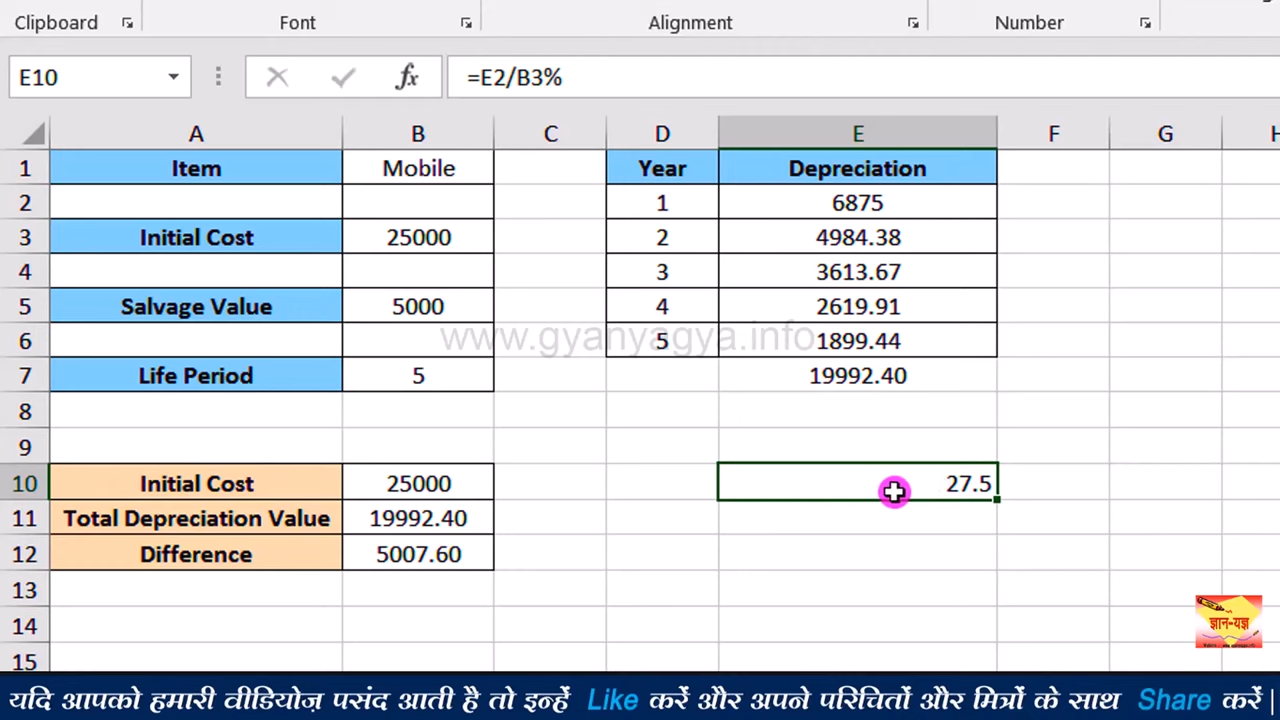 Clipboard Font Alignment Number
E10 fx =E2/B3%
A B C D E F G H
1 Item Mobile Year Depreciation
2 1 6875
3 Initial Cost 25000 2 4984.38
4 3 3613.67
5 Salvage Value 5000 4 2619.91
www.gyanyagya.info
6 5 1899.44
7 Life Period 5 19992.40
8
9
10 Initial Cost 25000 27.5
11 Total Depreciation Value 19992.40
12 Difference 5007.60
13
14
ज्ञान-यज्ञ
15
यदि आपको हमारी वीडियोज़ पसंद आती है तो इन्हें Like करें और अपने परिचितों और मित्रों के साथ Share करें |